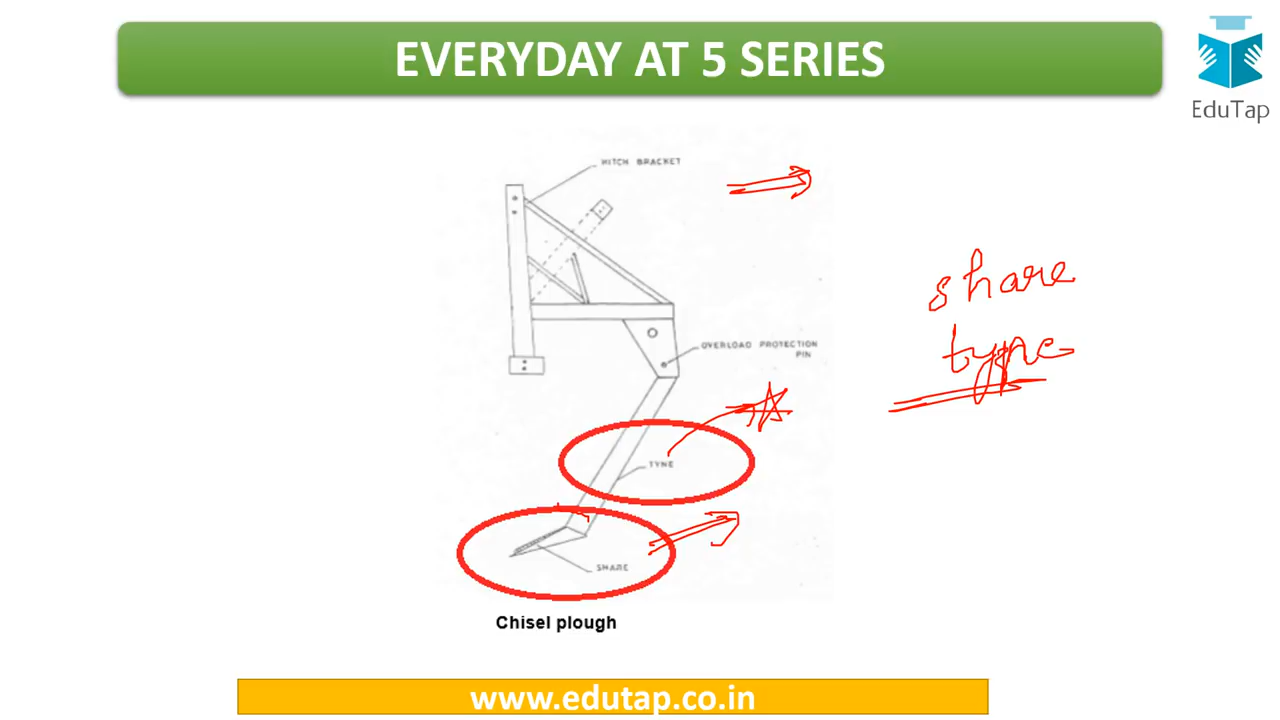 EVERYDAY AT 5 SERIES
EduTap
HITCH BRACKET
share
tyne
OVERLOAD PROTECTION
PIN
TYNE
SHARE
Chisel plough
www.edutap.co.in